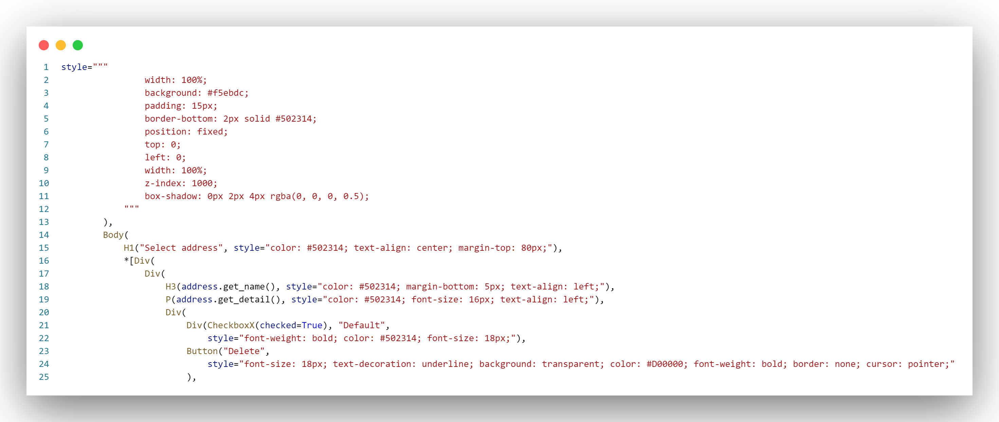 1 style="""
2 width: 100%;
3 background: #f5ebdc;
4 padding: 15px;
5 border-bottom: 2px solid #502314;
6 position: fixed;
7 top: 0;
8 left: 0;
9 width: 100%;
10 z-index: 1000;
11 box-shadow: 0px 2px 4px rgba(0, 0, 0, 0.5);
12 """
13 ),
14 Body(
15 H1("Select address", style="color: #502314; text-align: center; margin-top: 80px;"),
16 *[Div(
17 Div(
18 H3(address.get_name(), style="color: #502314; margin-bottom: 5px; text-align: left;"),
19 P(address.get_detail(), style="color: #502314; font-size: 16px; text-align: left;"),
20 Div(
21 Div(CheckboxX(checked=True), "Default",
22 style="font-weight: bold; color: #502314; font-size: 18px;"),
23 Button("Delete",
24 style="font-size: 18px; text-decoration: underline; background: transparent; color: #D00000; font-weight: bold; border: none; cursor: pointer;"
25 ),